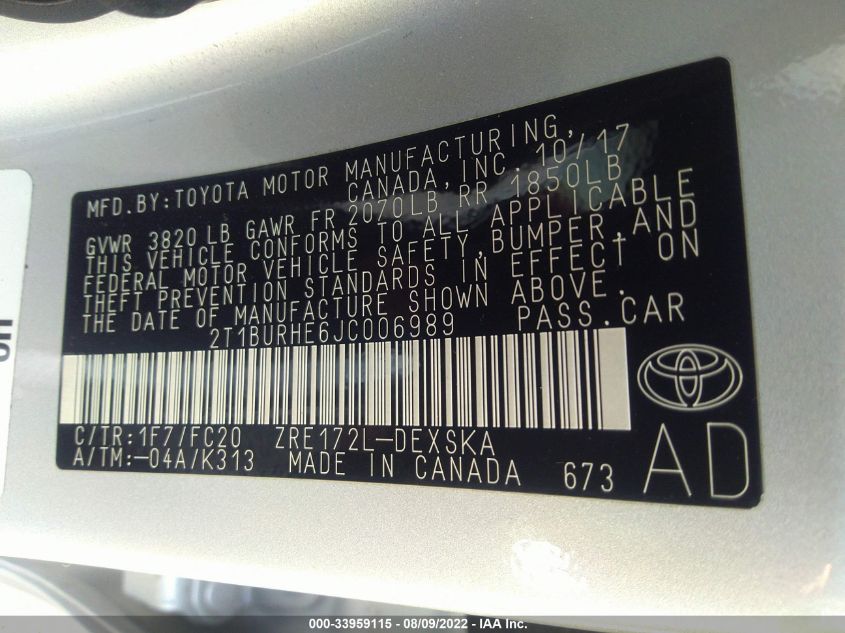 MFD. BY: TOYOTA MOTOR MANUFACTURING,
CANADA, INC. 10/17
GVWR 3820 LB GAWR FR 2070LB RR 1850LB
THIS VEHICLE CONFORMS TO ALL APPLICABLE
FEDERAL MOTOR VEHICLE SAFETY, BUMPER, AND
THEFT PREVENTION STANDARDS IN EFFECT ON
THE DATE OF MANUFACTURE SHOWN ABOVE.
2T1BURHE6JC006989 PASS. CAR
C/TR: 1F7/FC20 ZRE172L-DEXSKA
A/TM: -04A/K313 MADE IN CANADA 673
AD
000-33959115 - 08/09/2022 - IAA Inc.